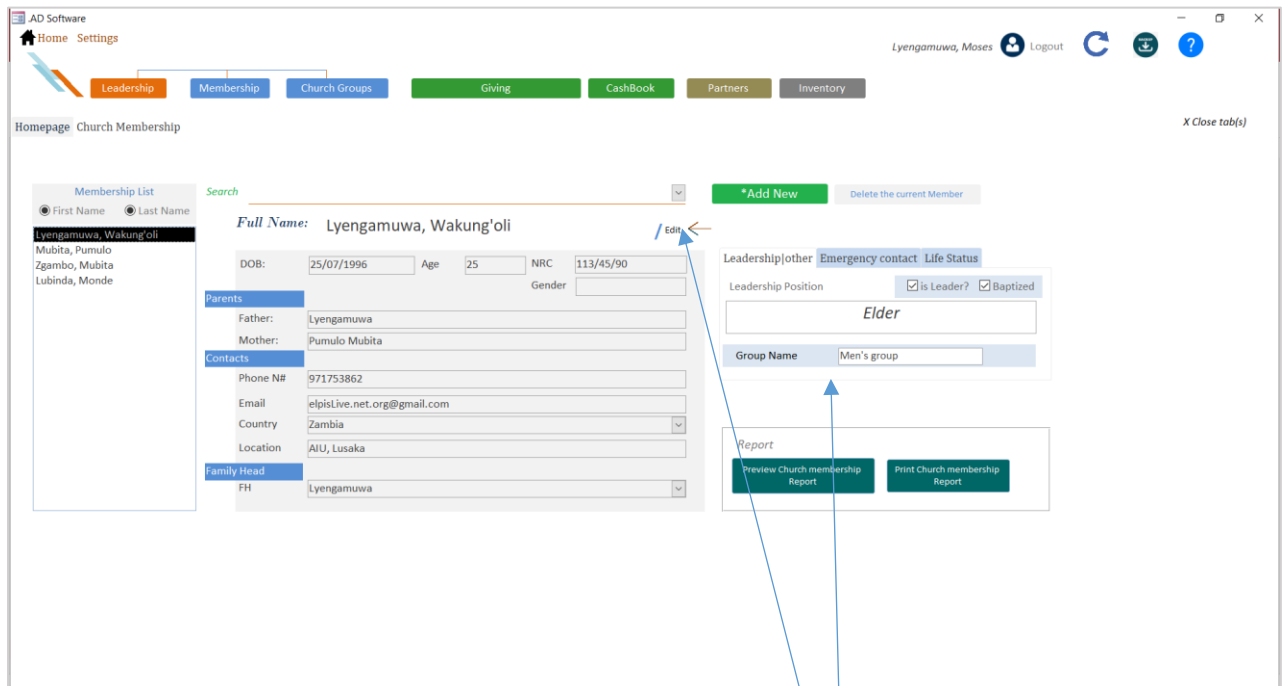 .AD Software
Home Settings
Lyengamuwa, Moses Logout
?
Leadership Membership Church Groups Giving CashBook Partners Inventory
Homepage Church Membership
X Close tab(s)
Membership List
First Name Last Name
Lyengamuwa, Wakung'oli
Mubita, Pumulo
Zgambo, Mubita
Lubinda, Monde
Search
*Add New Delete the current Member
Full Name: Lyengamuwa, Wakung'oli
Edit
DOB: 25/07/1996 Age 25 NRC 113/45/90
Gender
Parents
Father: Lyengamuwa
Mother: Pumulo Mubita
Contacts
Phone N# 971753862
Email elpisLive.net.org@gmail.com
Country Zambia
Location AIU, Lusaka
Family Head
FH Lyengamuwa
Leadership|other Emergency contact Life Status
Leadership Position is Leader? Baptized
Elder
Group Name Men's group
Report
Preview Church membership Report
Print Church membership Report